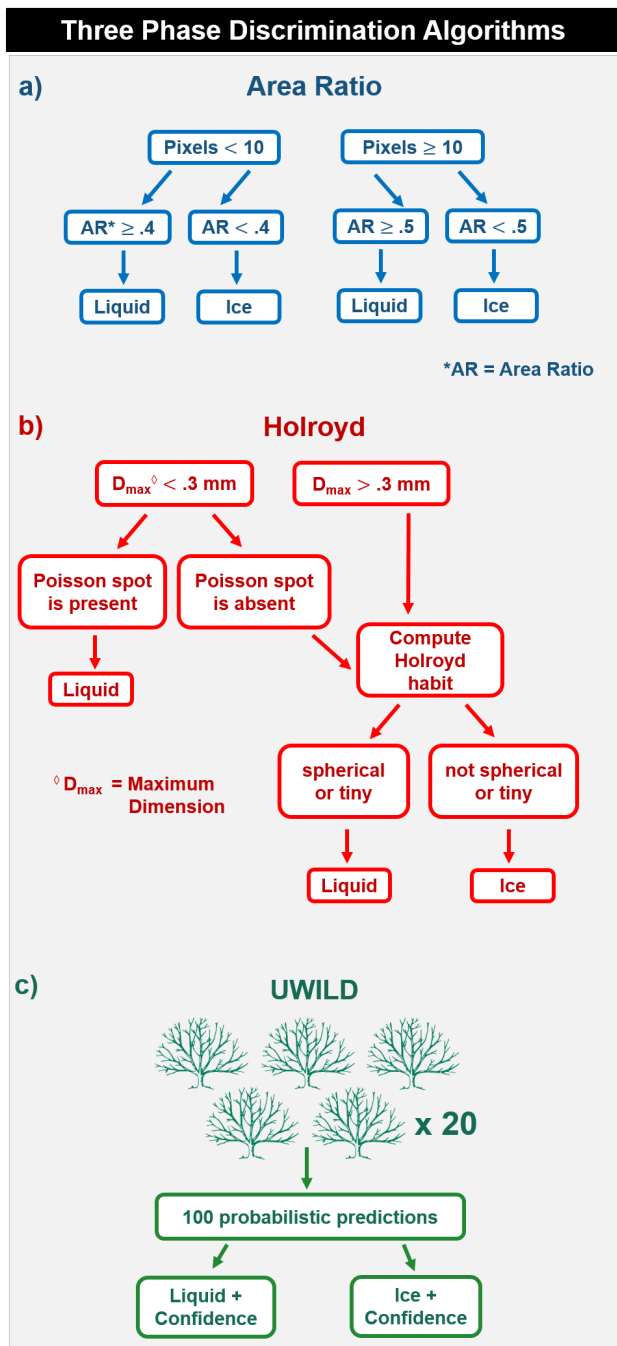 Three Phase Discrimination Algorithms
a)
Area Ratio
Pixels < 10
Pixels ≥ 10
AR* ≥ .4
AR < .4
AR ≥ .5
AR < .5
Liquid
Ice
Liquid
Ice
*AR = Area Ratio
b)
Holroyd
Dmax◊ < .3 mm
Dmax > .3 mm
Poisson spot
is present
Poisson spot
is absent
Compute
Holroyd
habit
Liquid
spherical
or tiny
not spherical
or tiny
◊ Dmax = Maximum
Dimension
Liquid
Ice
c)
UWILD
x 20
100 probabilistic predictions
Liquid +
Confidence
Ice +
Confidence